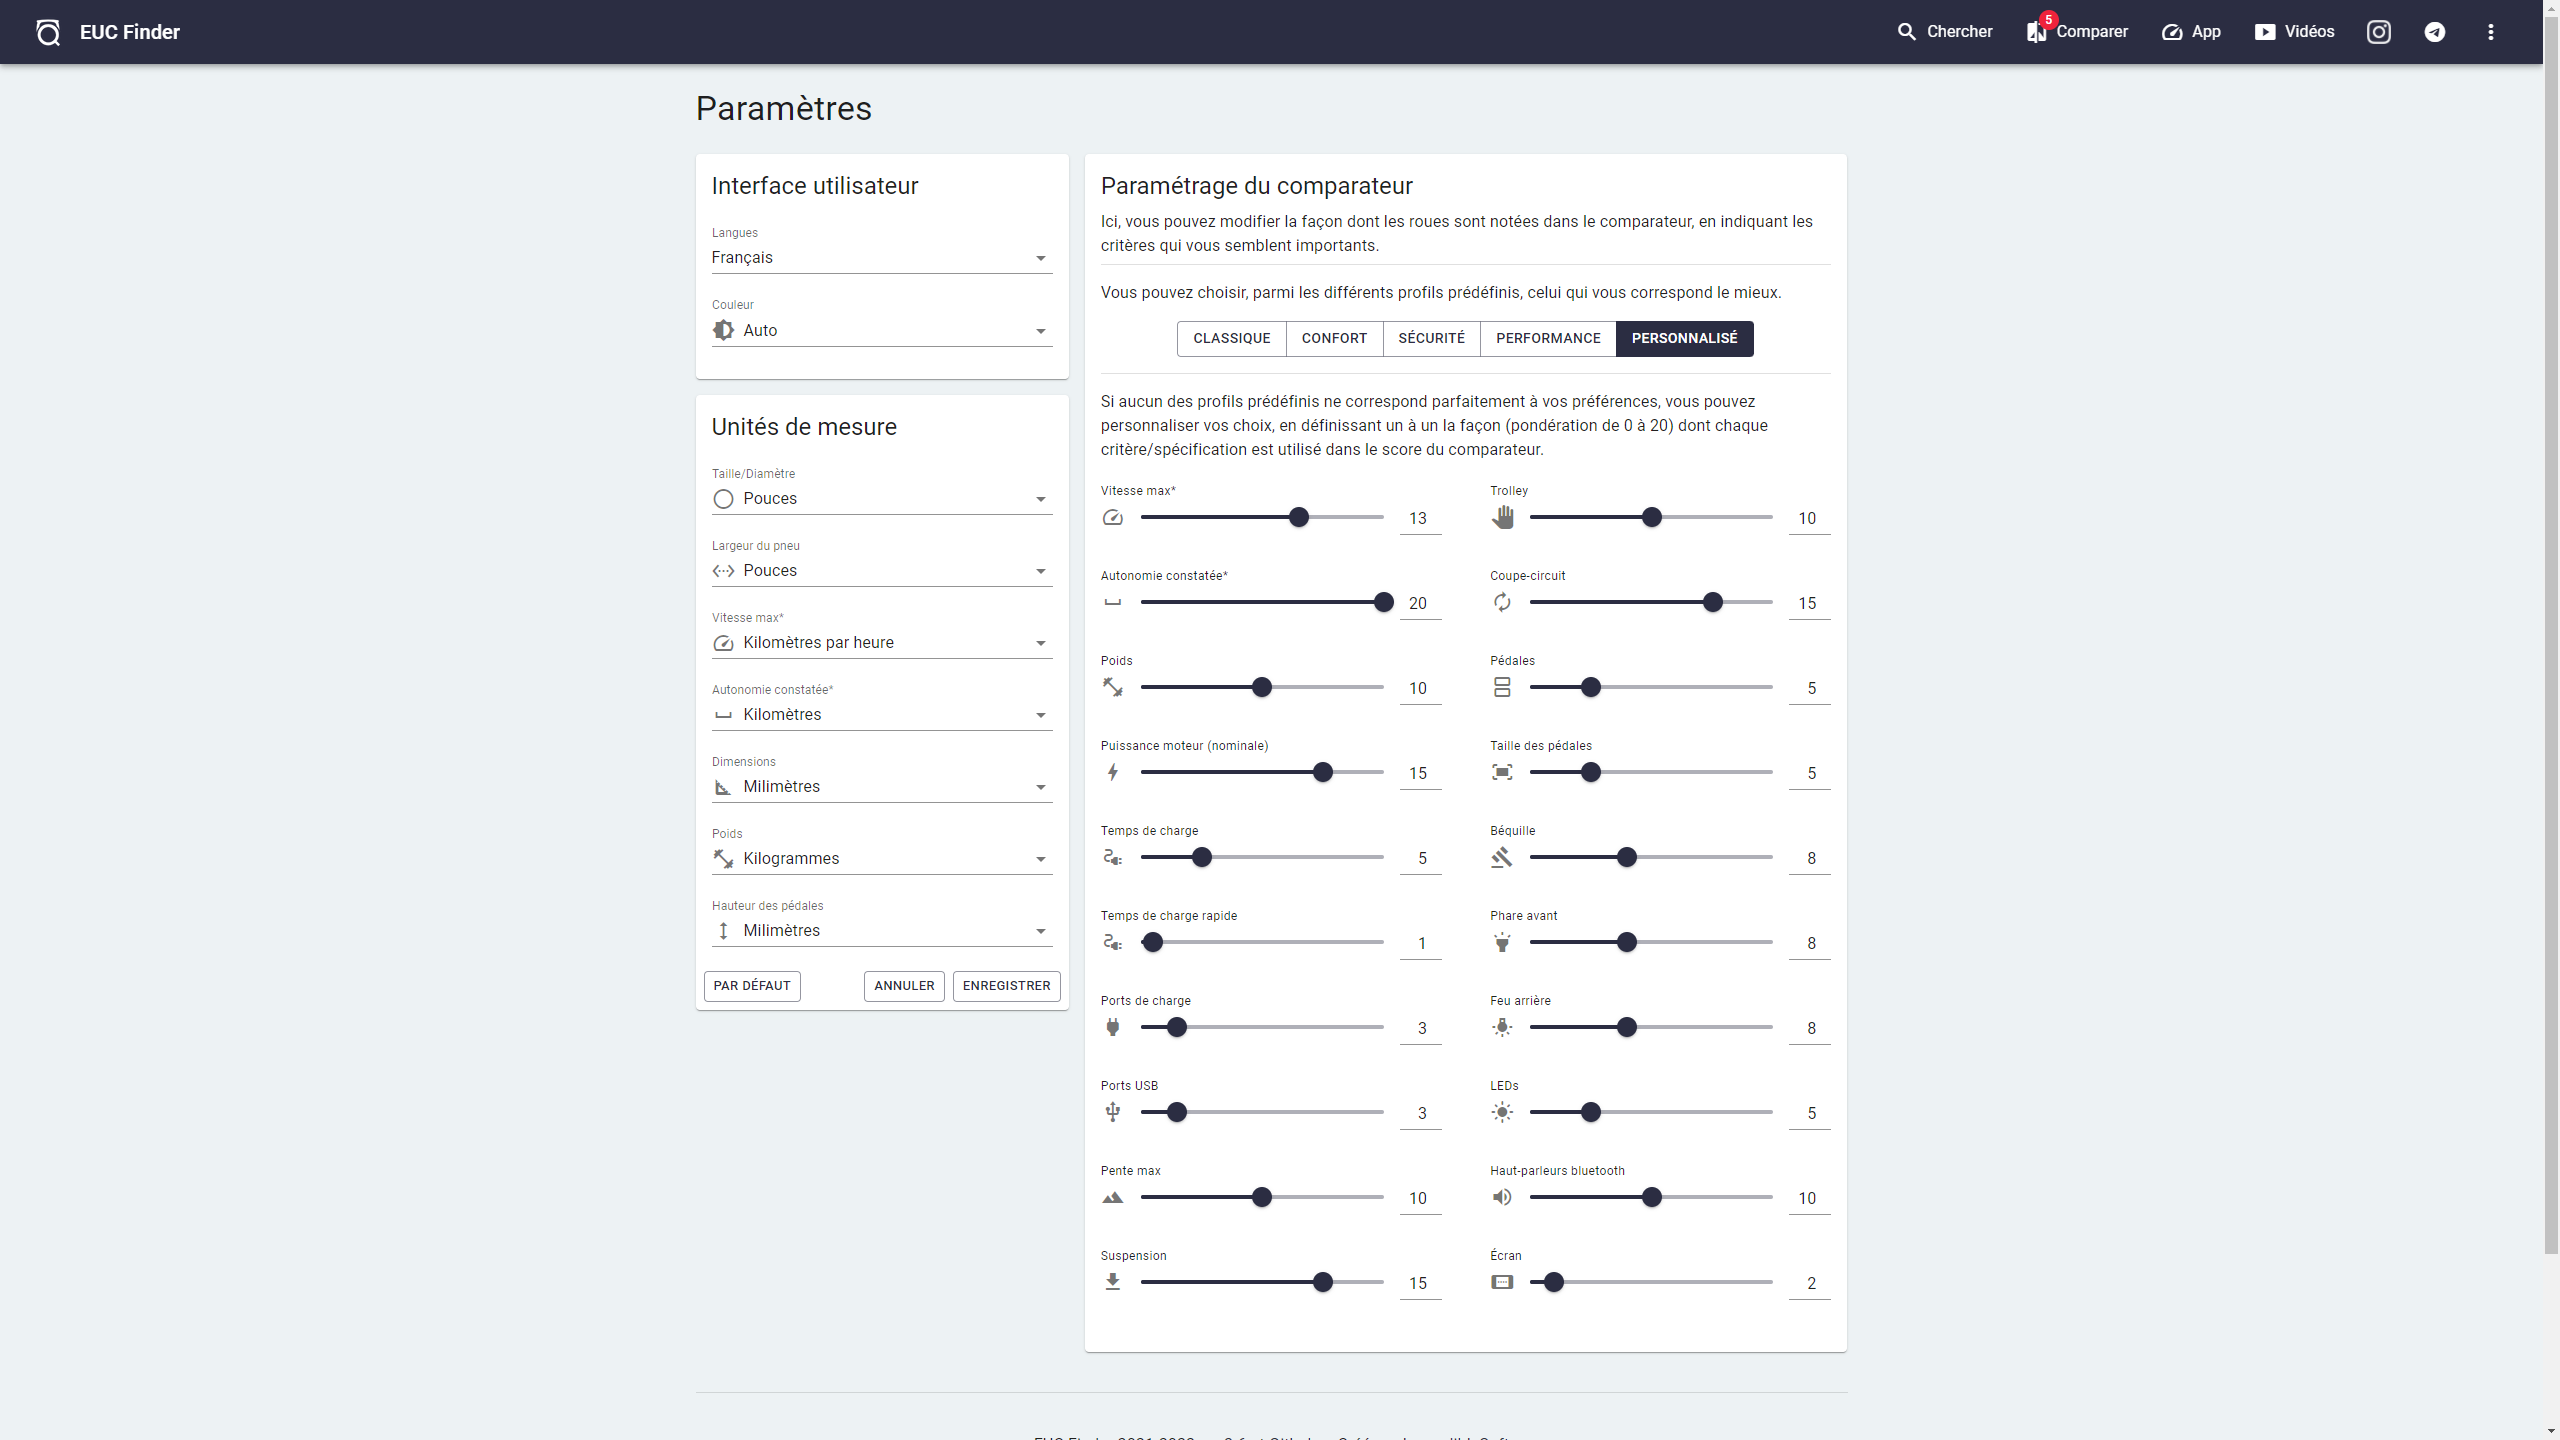 EUC Finder
Chercher
5
Comparer
App
Vidéos
Paramètres
Interface utilisateur
Langues
Français
Couleur
Auto
Unités de mesure
Taille/Diamètre
Pouces
Largeur du pneu
Pouces
Vitesse max*
Kilomètres par heure
Autonomie constatée*
Kilomètres
Dimensions
Milimètres
Poids
Kilogrammes
Hauteur des pédales
Milimètres
PAR DÉFAUT
ANNULER
ENREGISTRER
Paramétrage du comparateur
Ici, vous pouvez modifier la façon dont les roues sont notées dans le comparateur, en indiquant les
critères qui vous semblent importants.
Vous pouvez choisir, parmi les différents profils prédéfinis, celui qui vous correspond le mieux.
CLASSIQUE
CONFORT
SÉCURITÉ
PERFORMANCE
PERSONNALISÉ
Si aucun des profils prédéfinis ne correspond parfaitement à vos préférences, vous pouvez
personnaliser vos choix, en définissant un à un la façon (pondération de 0 à 20) dont chaque
critère/spécification est utilisé dans le score du comparateur.
Vitesse max*
13
Autonomie constatée*
20
Poids
10
Puissance moteur (nominale)
15
Temps de charge
5
Temps de charge rapide
1
Ports de charge
3
Ports USB
3
Pente max
10
Suspension
15
Trolley
10
Coupe-circuit
15
Pédales
5
Taille des pédales
5
Béquille
8
Phare avant
8
Feu arrière
8
LEDs
5
Haut-parleurs bluetooth
10
Écran
2